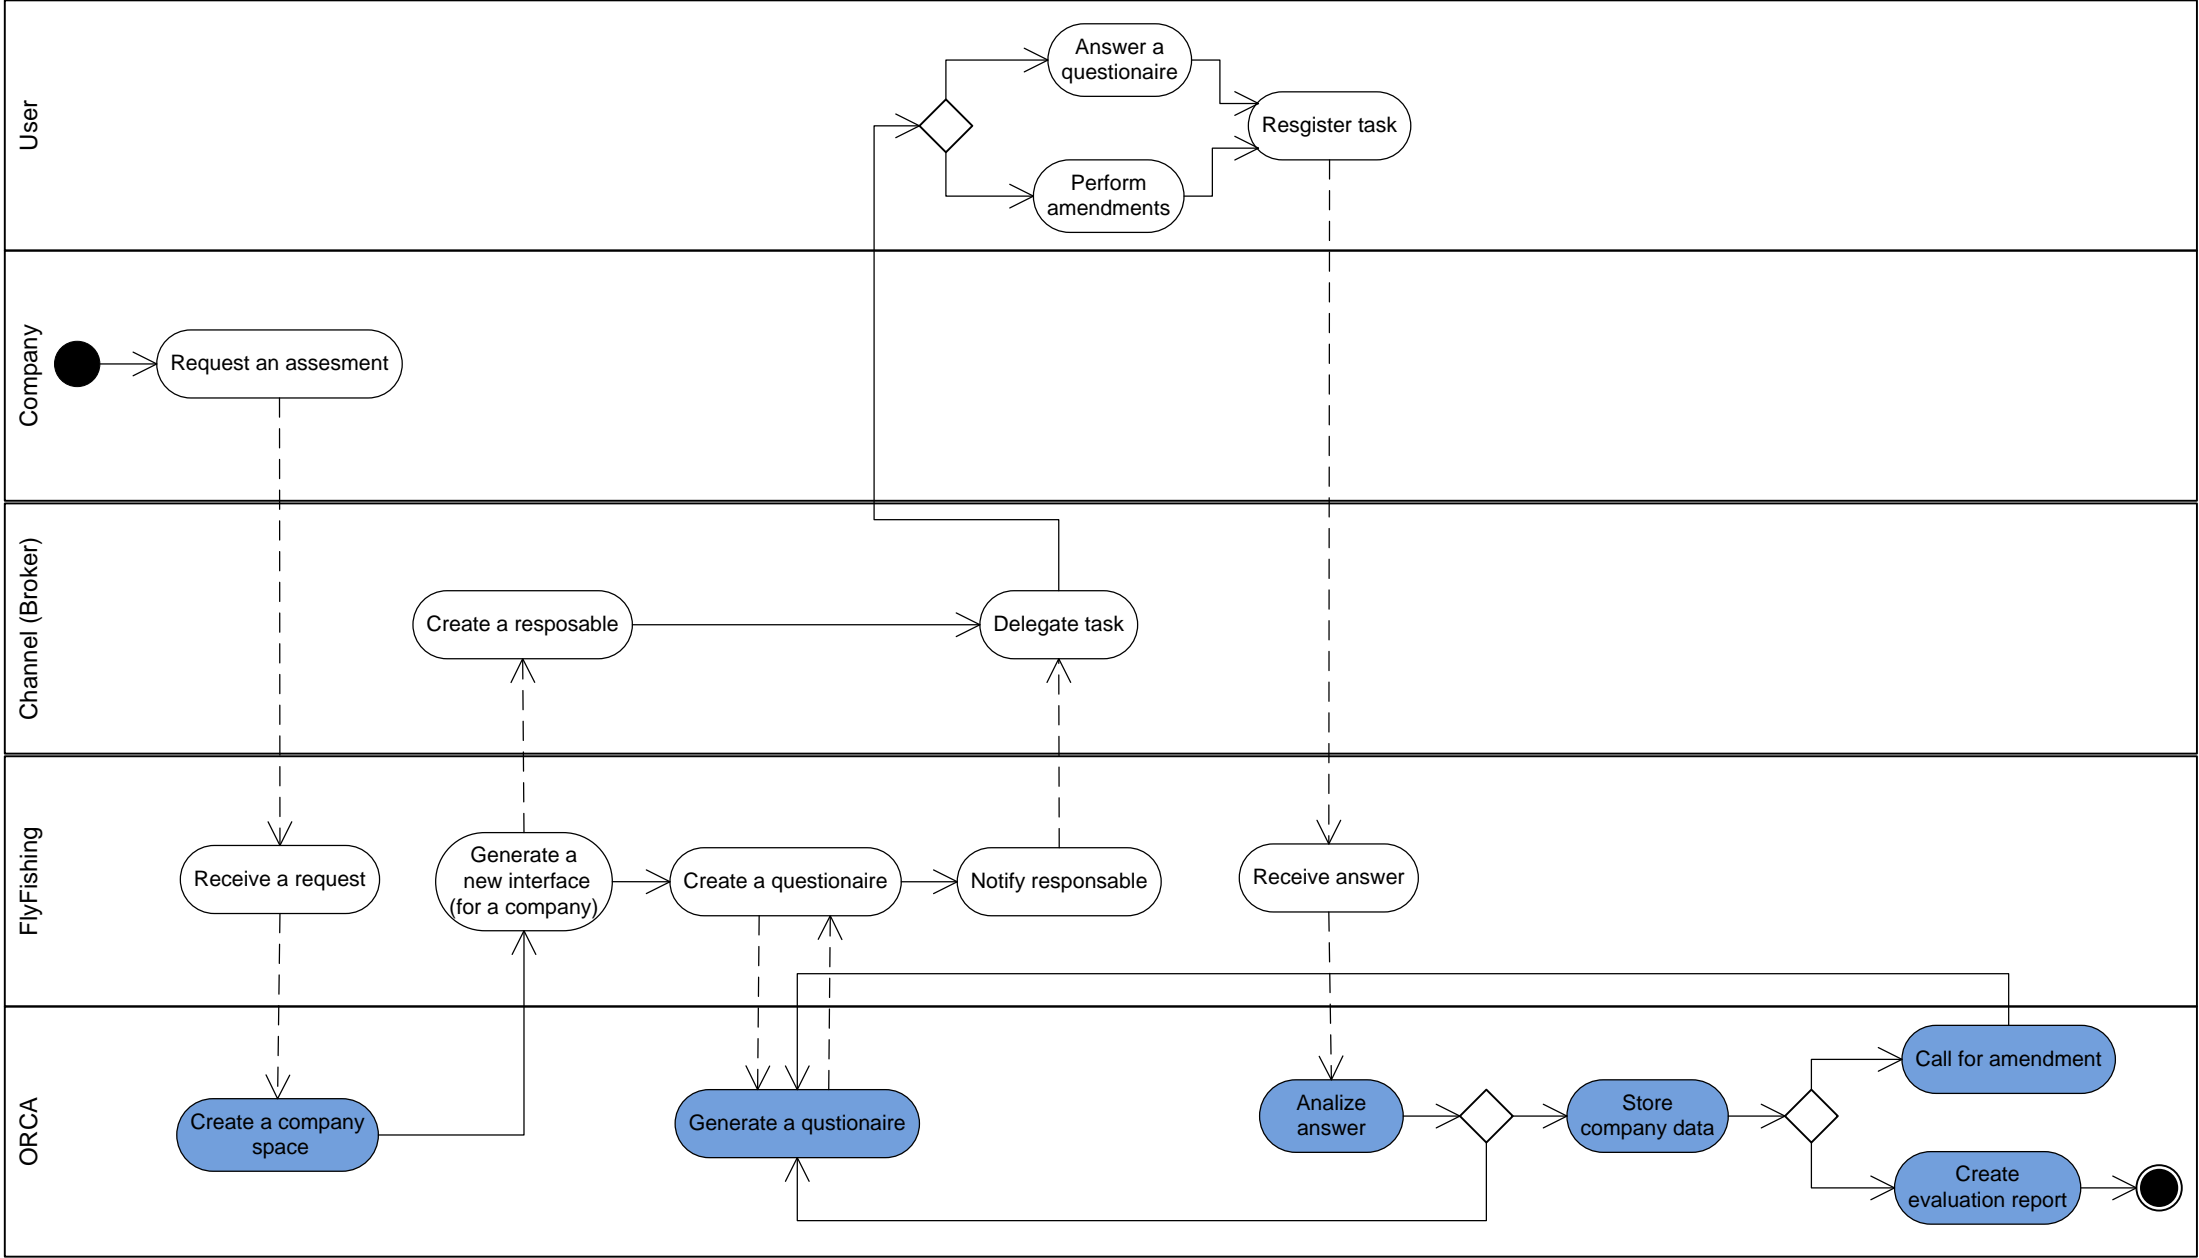 User
Answer a
questionaire
Resgister task
Perform
amendments
Company
Request an assesment
Channel (Broker)
Create a resposable
Delegate task
FlyFishing
Receive a request
Generate a
new interface
(for a company)
Create a questionaire
Notify responsable
Receive answer
ORCA
Create a company
space
Generate a qustionaire
Analize
answer
Store
company data
Call for amendment
Create
evaluation report